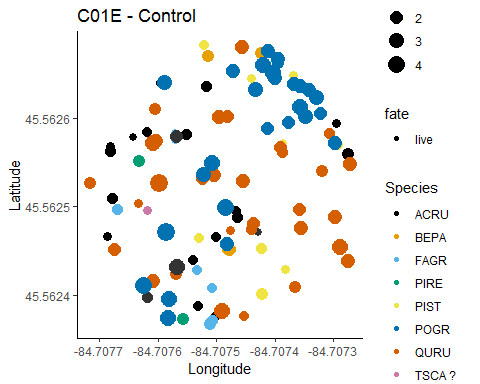 C01E - Control
45.5626
45.5625
45.5624
Latitude
-84.7077
-84.7076
-84.7075
-84.7074
-84.7073
Longitude
2
3
4
fate
live
Species
ACRU
BEPA
FAGR
PIRE
PIST
POGR
QURU
TSCA ?